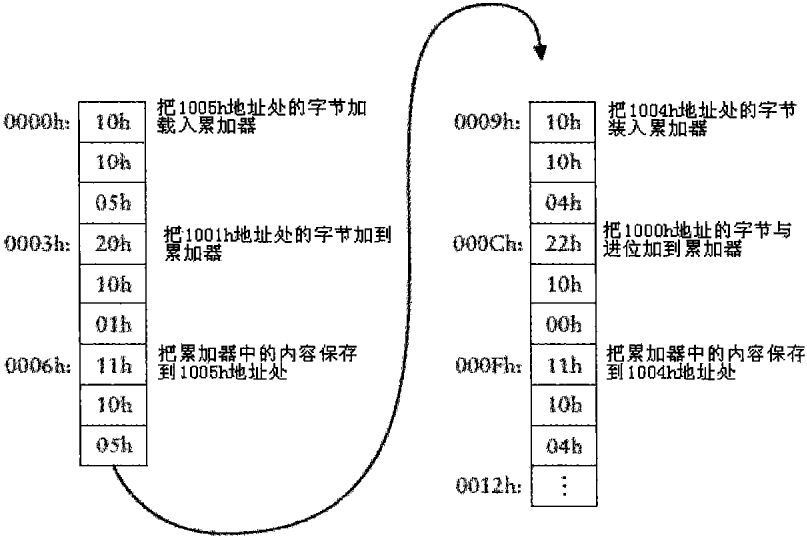 把1005h地址处的字节加
0000h: 10h 载入累加器
10h
05h
0003h: 20h 把1001h地址处的字节加到
累加器
10h
01h
0006h: 11h 把累加器中的内容保存
到1005h地址处
10h
05h
把1004h地址处的字节
0009h: 10h 装入累加器
10h
04h
000Ch: 22h 把1000h地址的字节与
进位加到累加器
10h
00h
000Fh: 11h 把累加器中的内容保存
到1004h地址处
10h
04h
0012h: ⋮